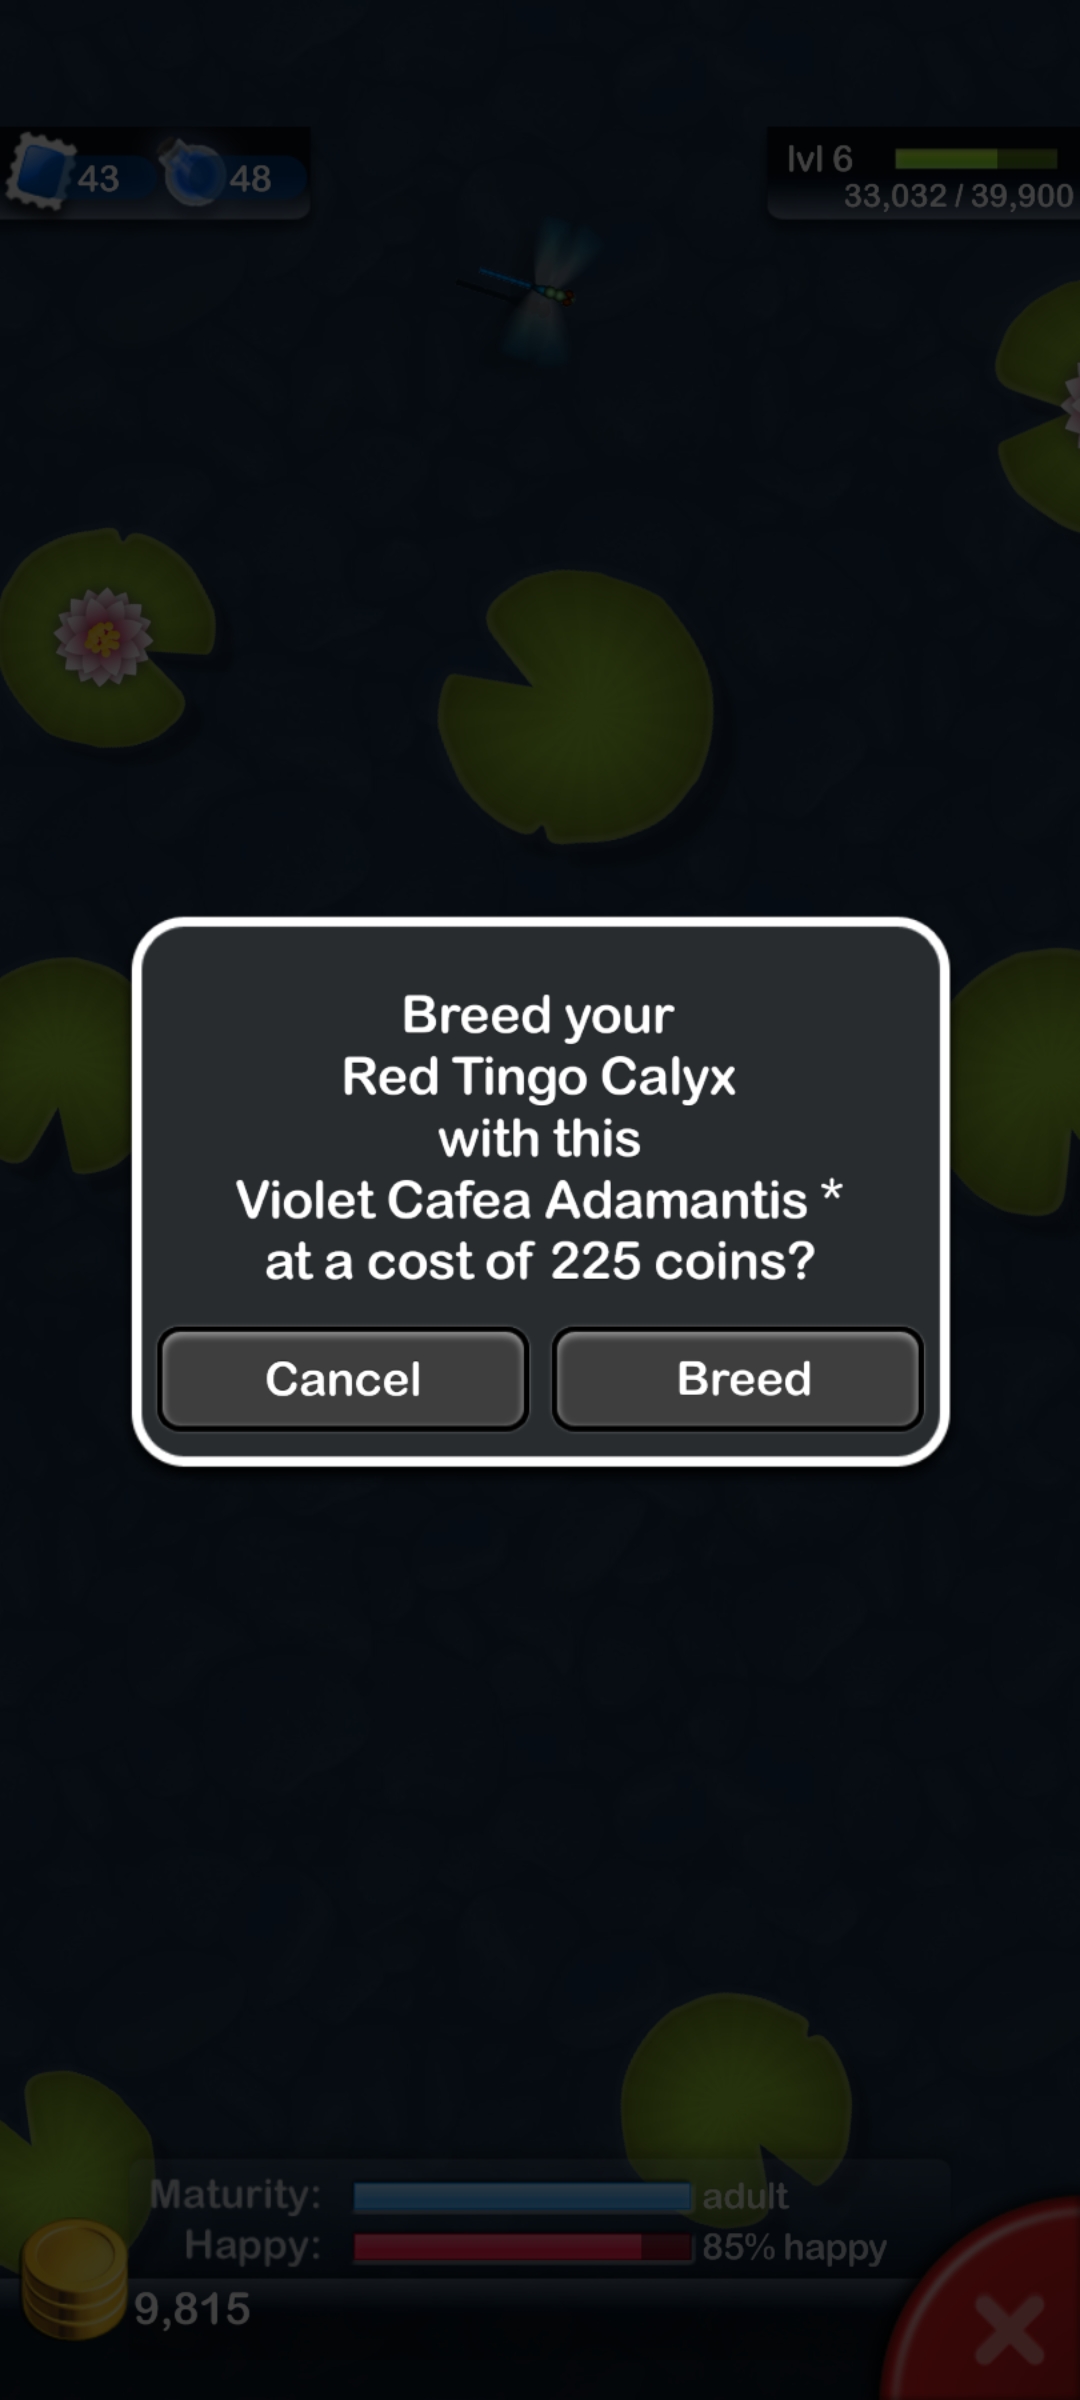 43
48
lvl 6
33,032 / 39,900
Breed your
Red Tingo Calyx
with this
Violet Cafea Adamantis *
at a cost of 225 coins?
Cancel
Breed
Maturity: adult
Happy: 85% happy
9,815